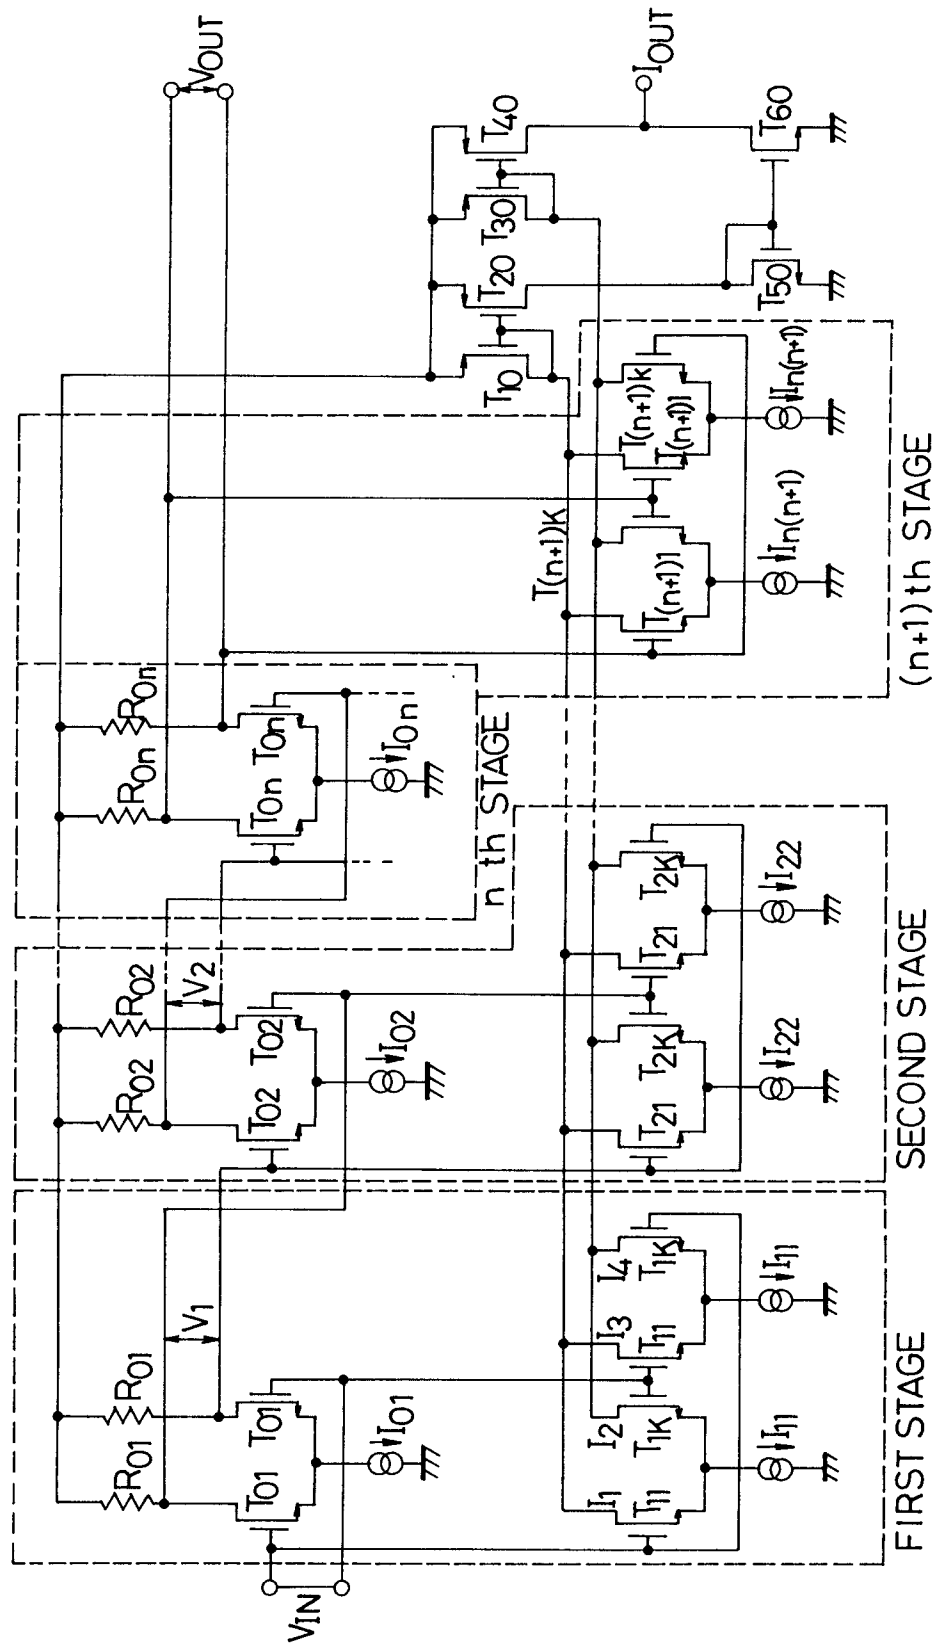 VIN
R01
R01
V1
T01
T01
I01
I1
I2
I3
I4
T11
T1K
T11
T1K
I11
I11
FIRST STAGE
R02
R02
V2
T02
T02
I02
T21
T2K
T21
T2K
I22
I22
SECOND STAGE
R0n
R0n
T0n
T0n
I0n
n th STAGE
T(n+1)K
T(n+1)1
T(n+1)1
T(n+1)k
In(n+1)
In(n+1)
(n+1)th STAGE
T10
T20
T30
T40
T50
T60
VOUT
IOUT